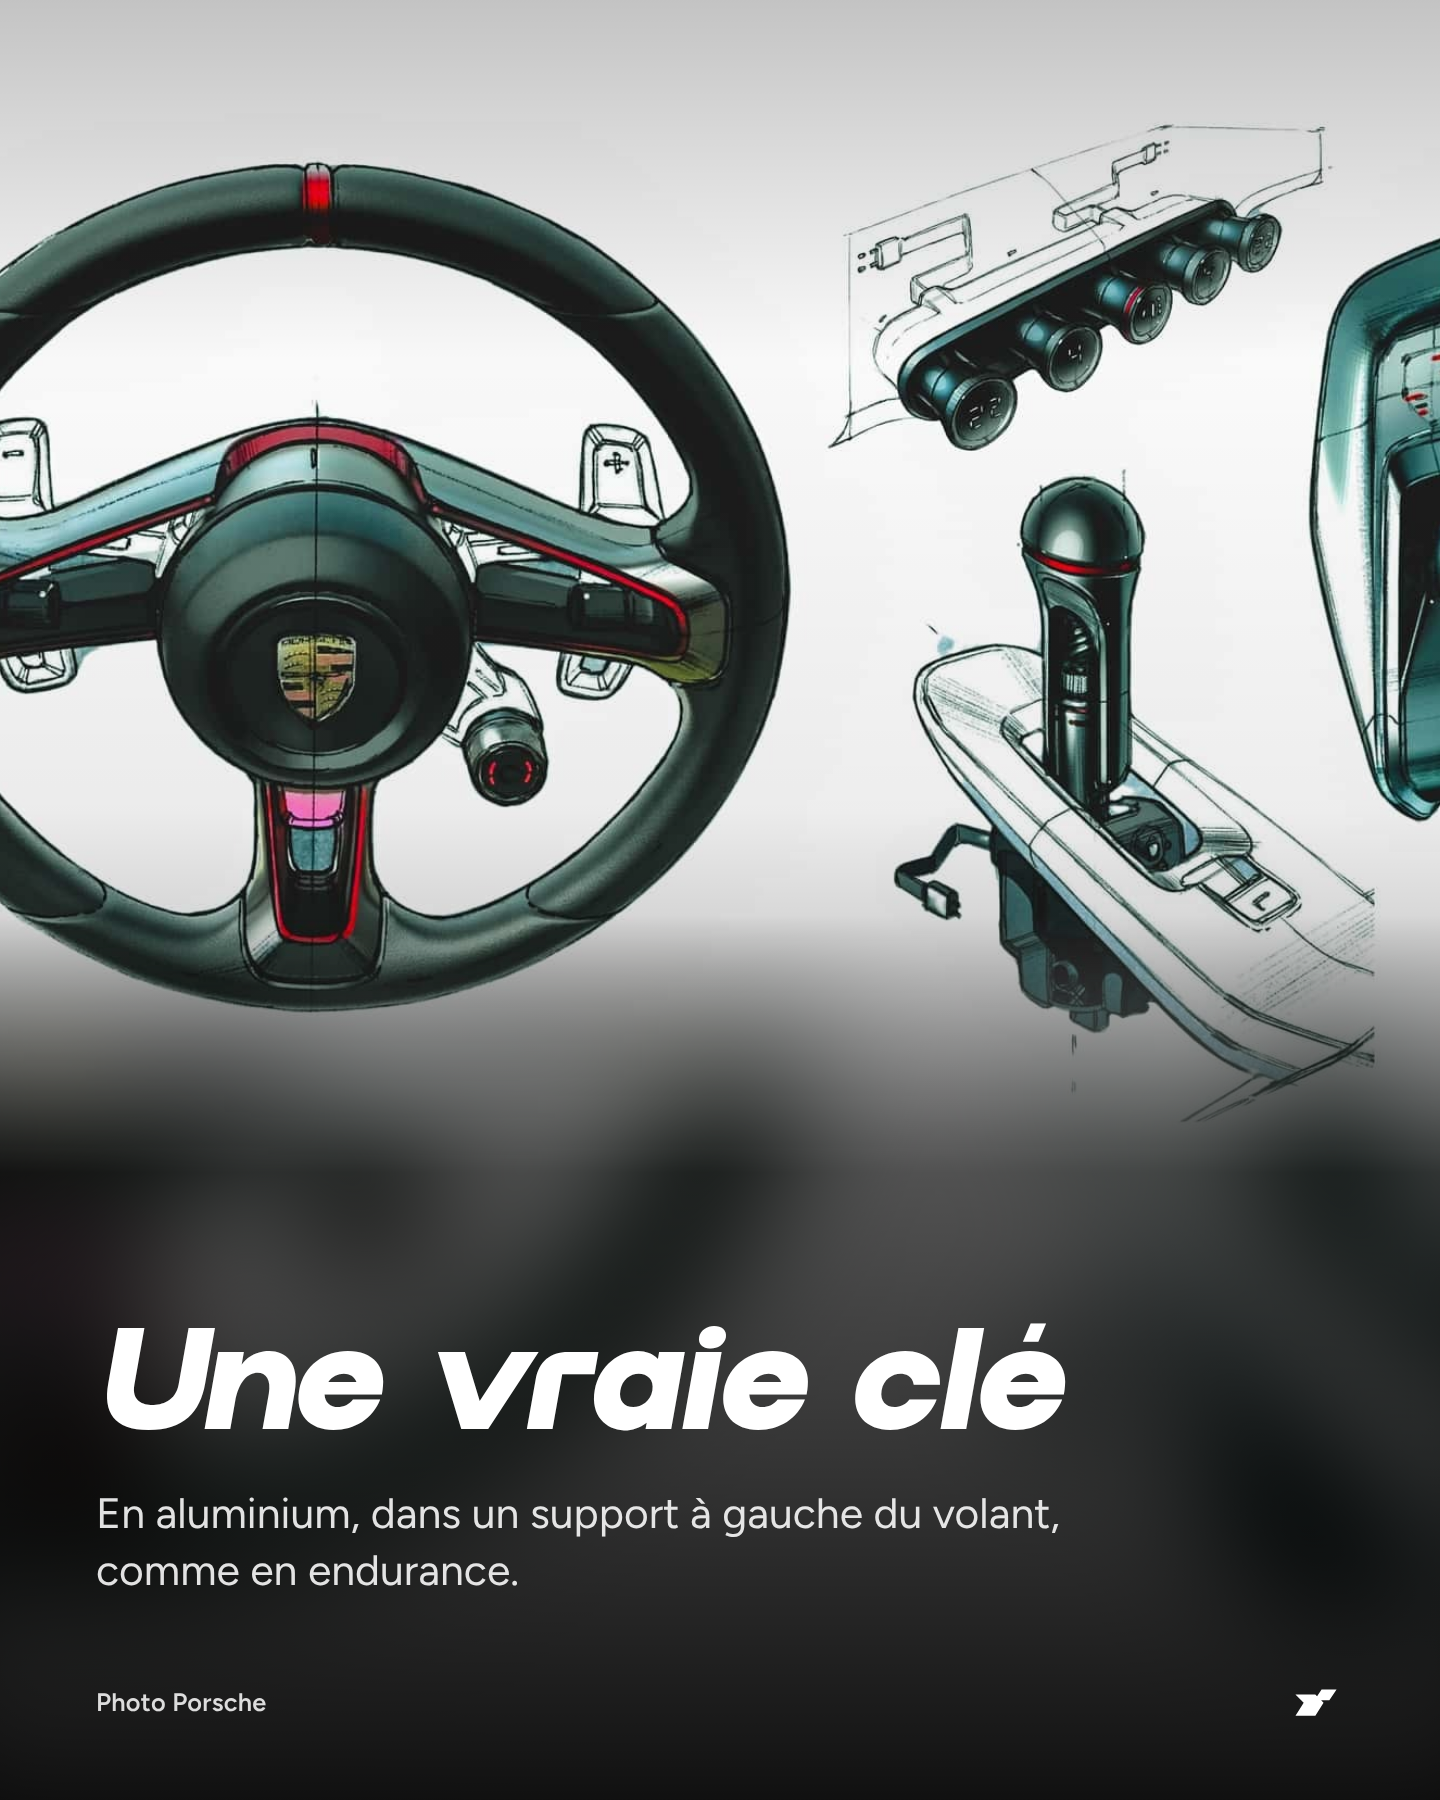 Une vraie clé
En aluminium, dans un support à gauche du volant,
comme en endurance.
Photo Porsche